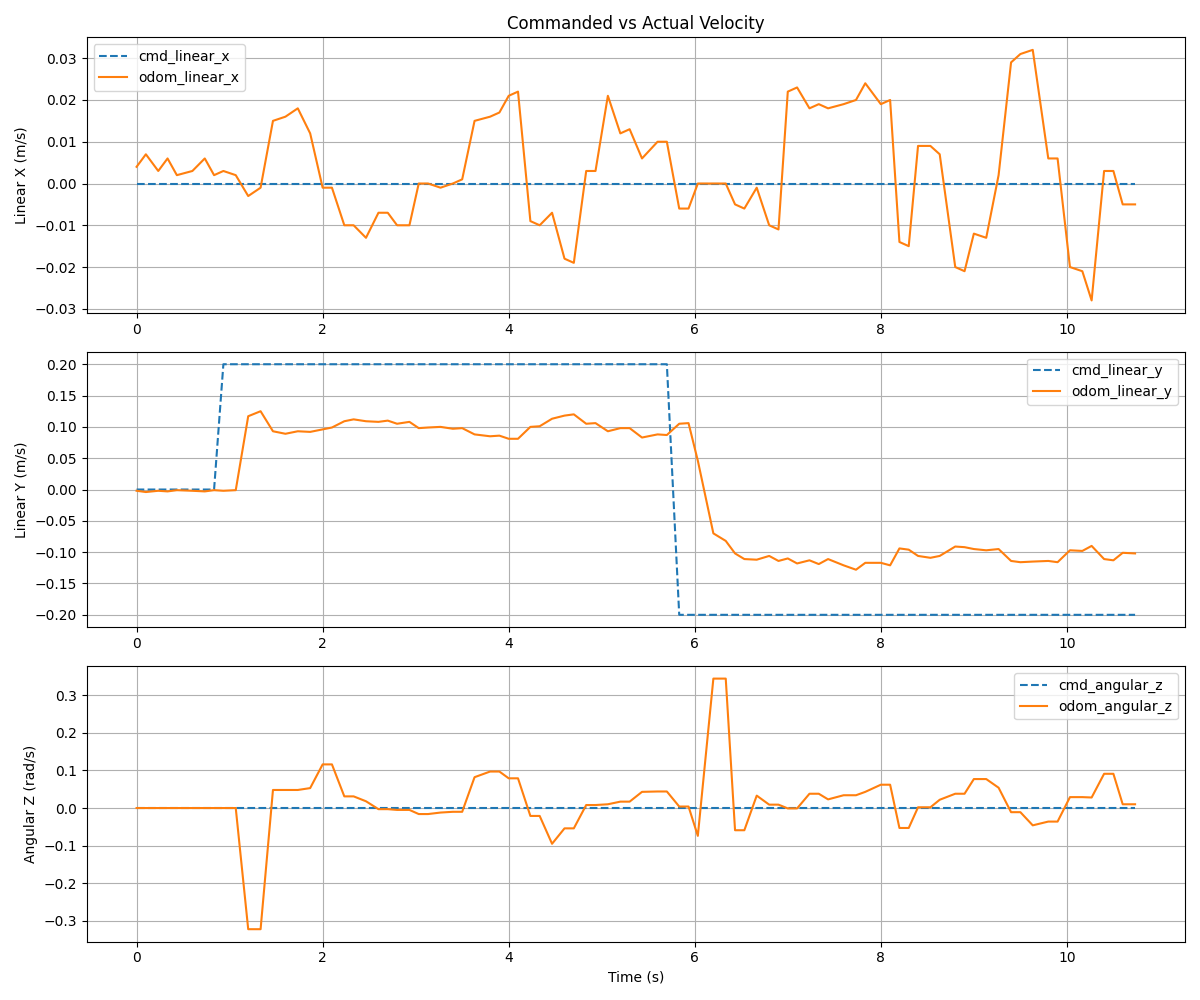 Commanded vs Actual Velocity
cmd_linear_x
odom_linear_x
Linear X (m/s)
0.03
0.02
0.01
0.00
−0.01
−0.02
−0.03
0 2 4 6 8 10
cmd_linear_y
odom_linear_y
Linear Y (m/s)
0.20
0.15
0.10
0.05
0.00
−0.05
−0.10
−0.15
−0.20
0 2 4 6 8 10
cmd_angular_z
odom_angular_z
Angular Z (rad/s)
0.3
0.2
0.1
0.0
−0.1
−0.2
−0.3
0 2 4 6 8 10
Time (s)